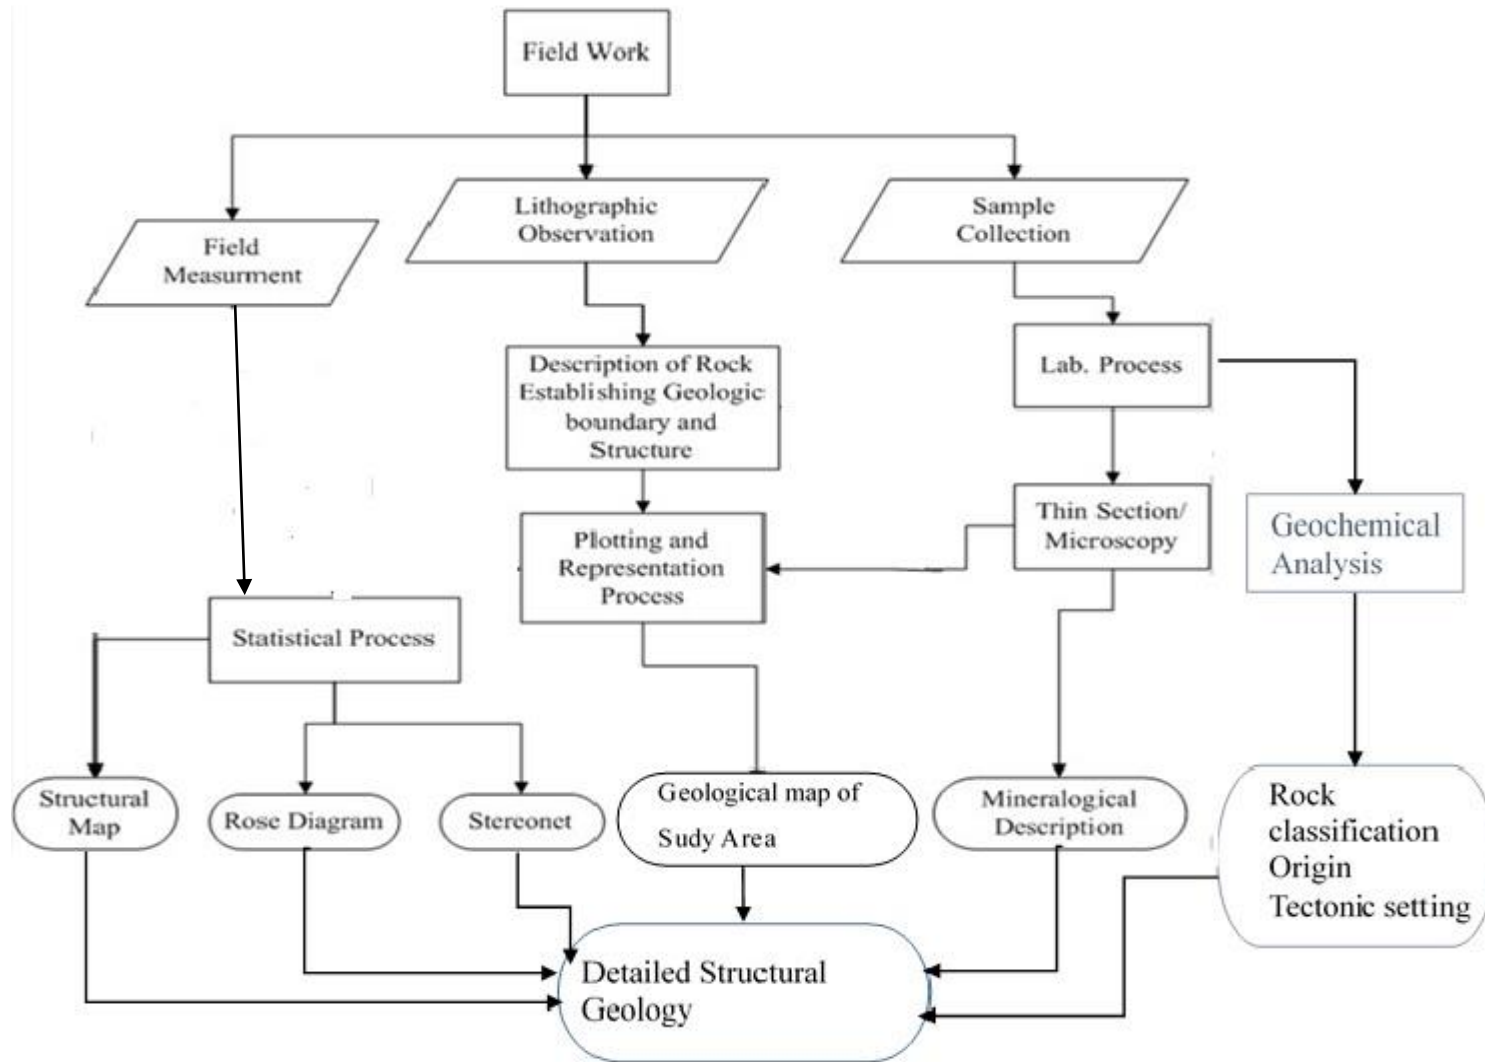 Field Work
Field
Measurment
Lithographic
Observation
Sample
Collection
Description of Rock
Establishing Geologic
boundary and
Structure
Lab. Process
Plotting and
Representation
Process
Thin Section/
Microscopy
Geochemical
Analysis
Statistical Process
Structural
Map
Rose Diagram
Stereonet
Geological map of
Sudy Area
Mineralogical
Description
Rock
classification
Origin
Tectonic setting
Detailed Structural
Geology